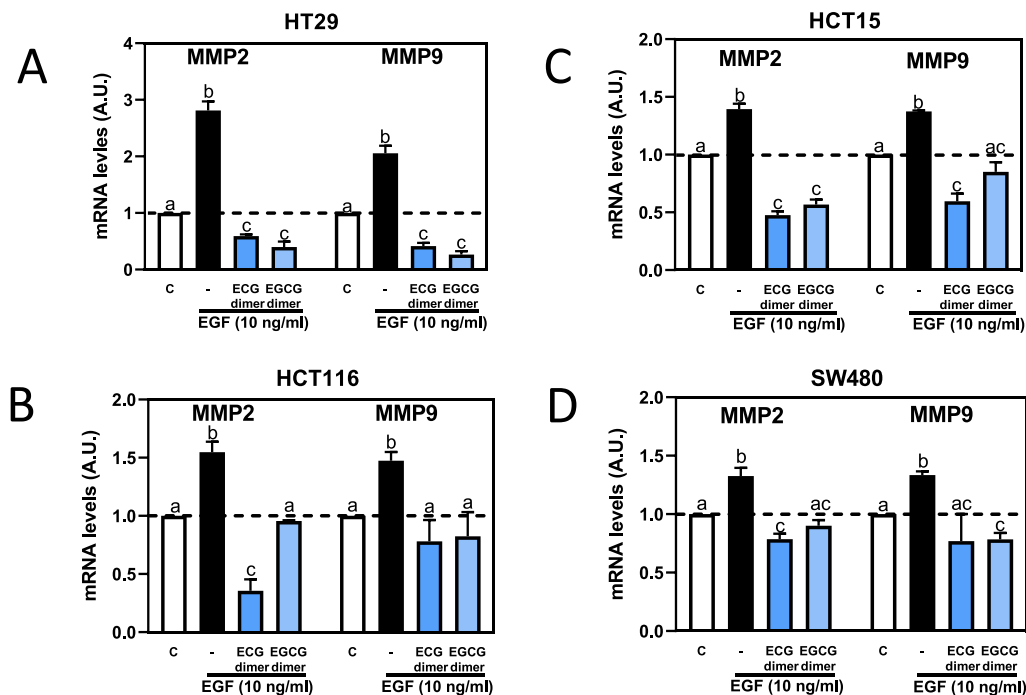 A
HT29
MMP2 MMP9
mRNA levles (A.U.)
4
3
2
1
0
a b c c a b c c
C - ECG dimer EGCG dimer C - ECG dimer EGCG dimer
EGF (10 ng/ml) EGF (10 ng/ml)
C
HCT15
MMP2 MMP9
mRNA levels (A.U.)
2.0
1.5
1.0
0.5
0.0
a b c c a b c ac
C - ECG dimer EGCG dimer C - ECG dimer EGCG dimer
EGF (10 ng/ml) EGF (10 ng/ml)
B
HCT116
MMP2 MMP9
mRNA levels (A.U.)
2.0
1.5
1.0
0.5
0.0
a b c a a b a a
C - ECG dimer EGCG dimer C - ECG dimer EGCG dimer
EGF (10 ng/ml) EGF (10 ng/ml)
D
SW480
MMP2 MMP9
mRNA levels (A.U.)
2.0
1.5
1.0
0.5
0.0
a b c ac a b ac c
C - ECG dimer EGCG dimer C - ECG dimer EGCG dimer
EGF (10 ng/ml) EGF (10 ng/ml)